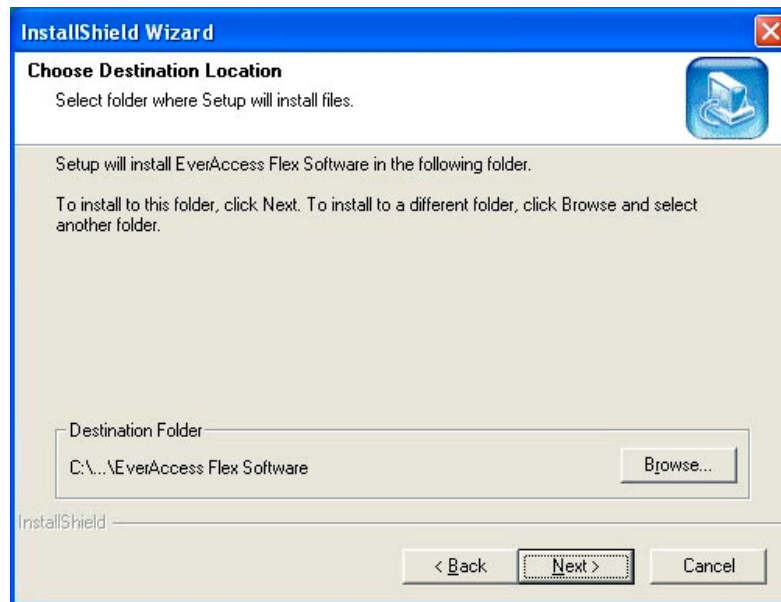 InstallShield Wizard
Choose Destination Location
Select folder where Setup will install files.
Setup will install EverAccess Flex Software in the following folder.
To install to this folder, click Next. To install to a different folder, click Browse and select
another folder.
Destination Folder
C:\...\EverAccess Flex Software
Browse...
InstallShield
< Back
Next >
Cancel